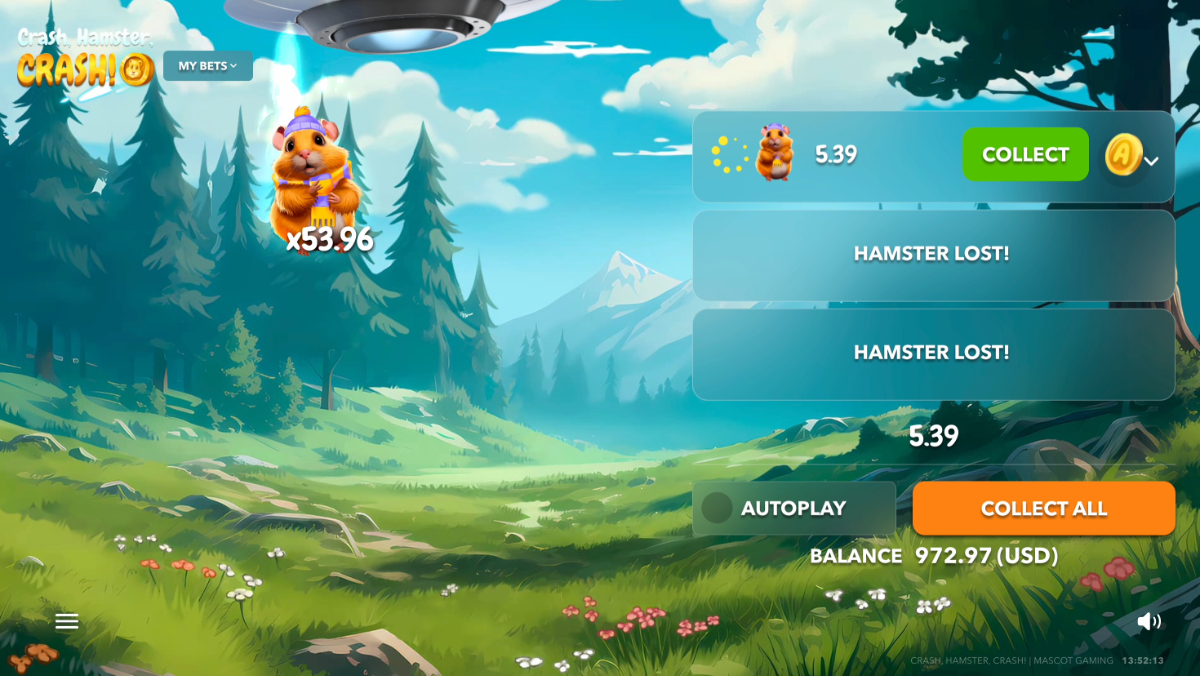 Crash, Hamster,
CRASH!
MY BETS
x53.96
5.39
COLLECT
A
HAMSTER LOST!
HAMSTER LOST!
5.39
AUTOPLAY
COLLECT ALL
BALANCE 972.97(USD)
CRASH, HAMSTER, CRASH! | MASCOT GAMING 13:52:13